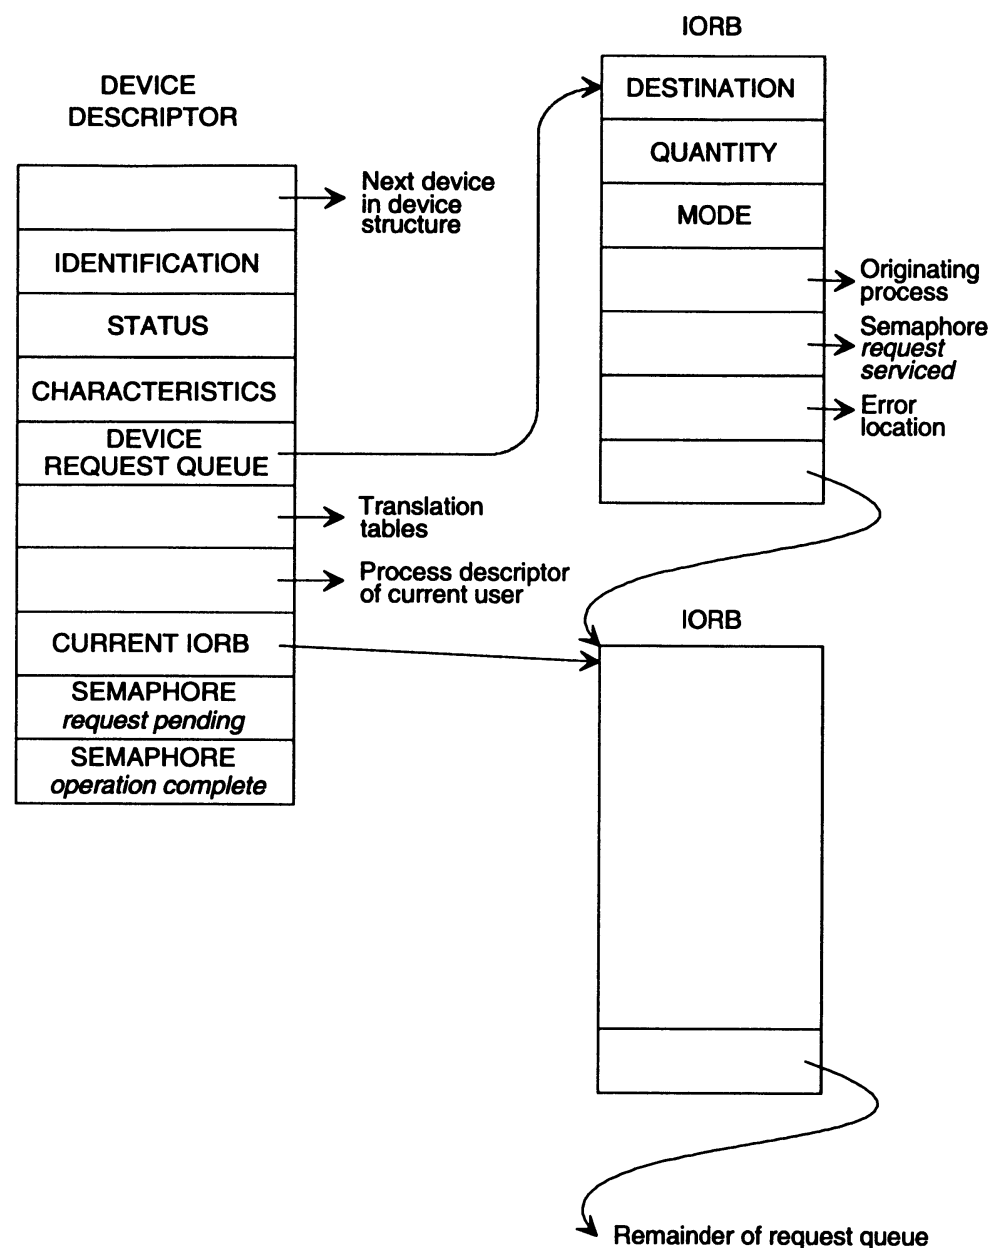 DEVICE
DESCRIPTOR
Next device
in device
structure
IDENTIFICATION
STATUS
CHARACTERISTICS
DEVICE
REQUEST QUEUE
Translation
tables
Process descriptor
of current user
CURRENT IORB
SEMAPHORE
request pending
SEMAPHORE
operation complete
IORB
DESTINATION
QUANTITY
MODE
Originating
process
Semaphore
request
serviced
Error
location
IORB
Remainder of request queue